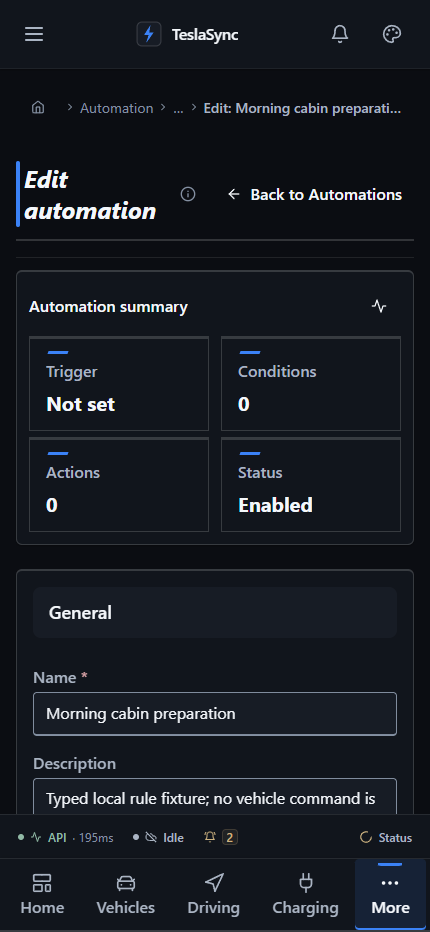 TeslaSync
Automation
...
Edit: Morning cabin preparati...
Edit
automation
Back to Automations
Automation summary
Trigger
Not set
Conditions
0
Actions
0
Status
Enabled
General
Name *
Morning cabin preparation
Description
Typed local rule fixture; no vehicle command is
API · 195ms
Idle
2
Status
Home
Vehicles
Driving
Charging
More